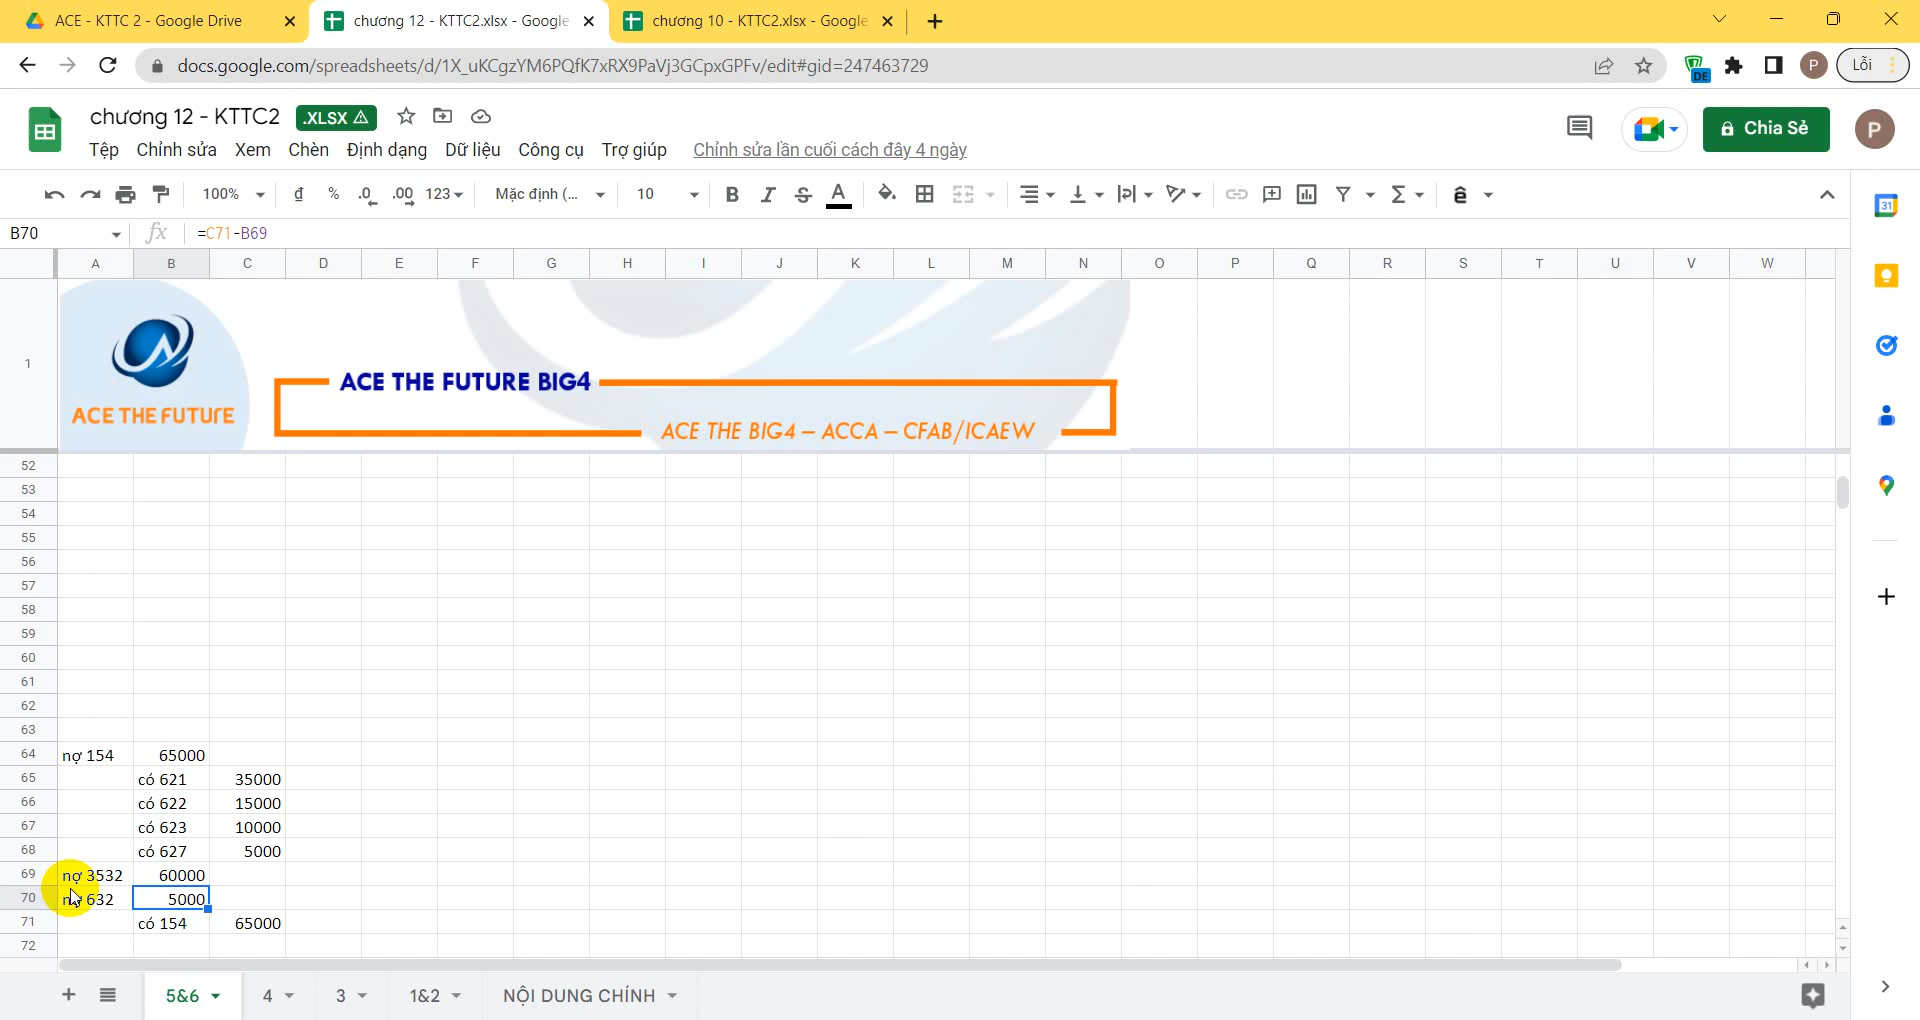 ACE - KTTC 2 - Google Drive
chương 12 - KTTC2.xlsx - Google
chương 10 - KTTC2.xlsx - Google
docs.google.com/spreadsheets/d/1X_uKCgzYM6PQfK7xRX9PaVj3GCpxGPFv/edit#gid=247463729
DE
P
Lỗi
chương 12 - KTTC2
.XLSX
Chia Sẻ
P
Tệp Chỉnh sửa Xem Chèn Định dạng Dữ liệu Công cụ Trợ giúp Chỉnh sửa lần cuối cách đây 4 ngày
100% ₫ % .0 .00 123 Mặc định (... 10 B I S A Σ ê
31
B70 fx =C71-B69
A B C D E F G H I J K L M N O P Q R S T U V W
1
ACE THE FUTURE
ACE THE FUTURE BIG4
ACE THE BIG4 – ACCA – CFAB/ICAEW
52
53
54
55
56
57
58
59
60
61
62
63
64 nợ 154 65000
65 có 621 35000
66 có 622 15000
67 có 623 10000
68 có 627 5000
69 nợ 3532 60000
70 nợ 632 5000
71 có 154 65000
72
5&6 4 3 1&2 NỘI DUNG CHÍNH